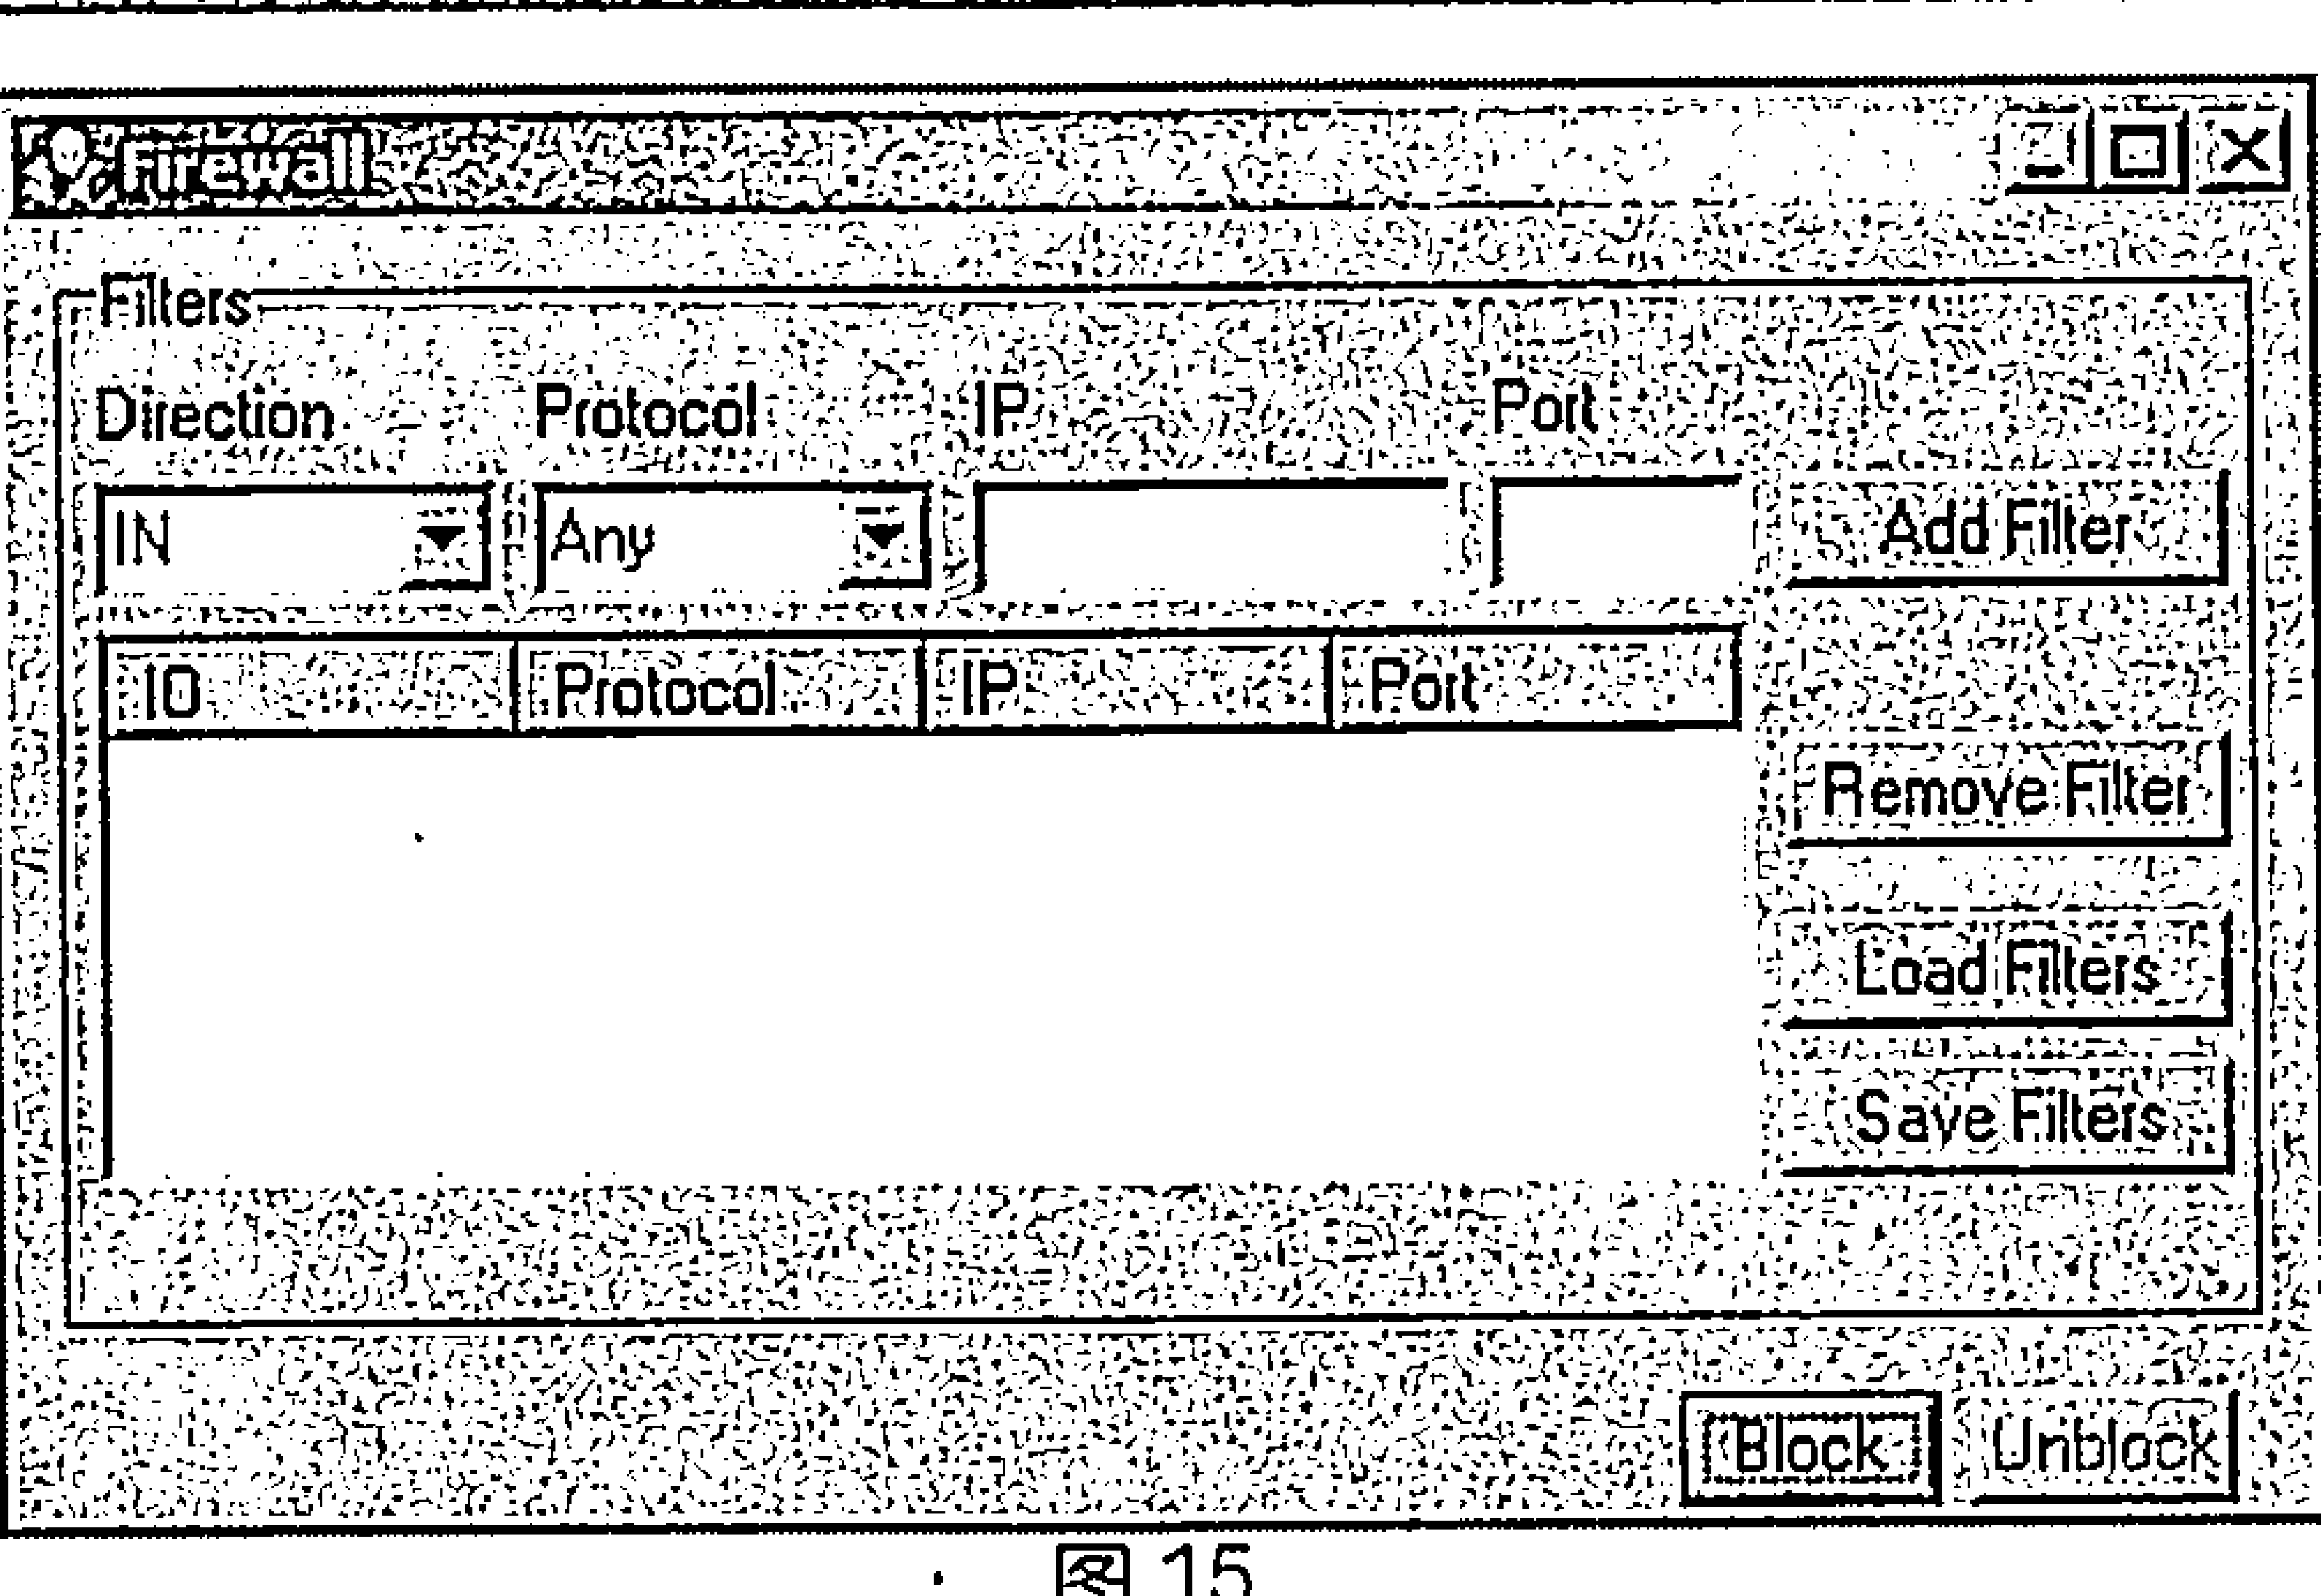 Firewall
Filters
Direction Protocol IP Port
IN Any Add Filter
IO Protocol IP Port
Remove Filter
Load Filters
Save Filters
Block Unblock
图 15